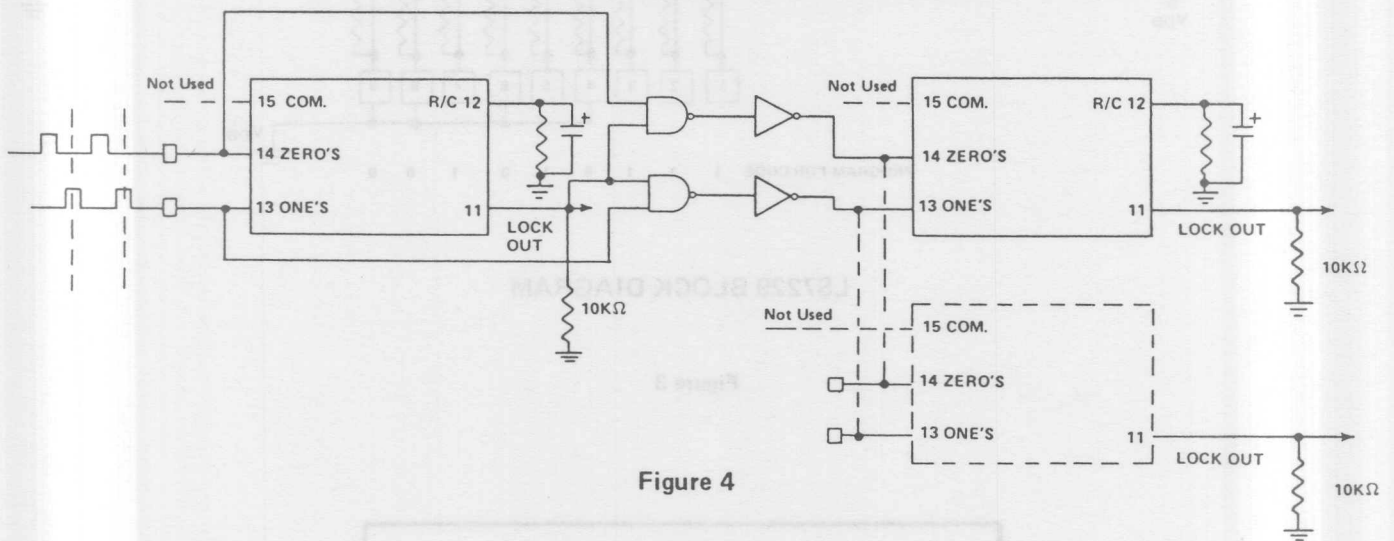 Not Used
15 COM.
R/C 12
14 ZERO'S
13 ONE'S
11
LOCK
OUT
10KΩ
Not Used
15 COM.
R/C 12
14 ZERO'S
13 ONE'S
11
LOCK OUT
10KΩ
Not Used
15 COM.
14 ZERO'S
13 ONE'S
11
LOCK OUT
10KΩ
Figure 4
LS7229 BLOCK DIAGRAM
Figure 3